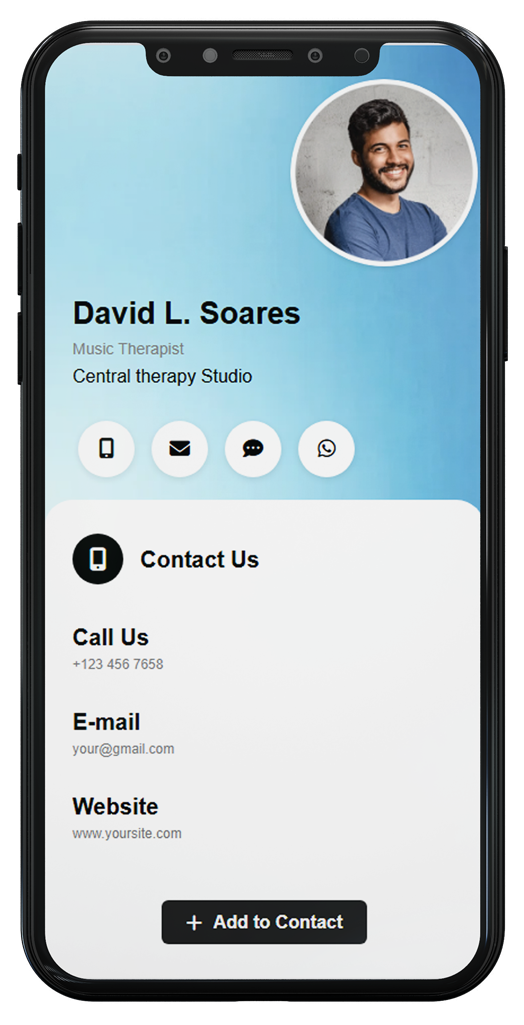 David L. Soares
Music Therapist
Central therapy Studio
Contact Us
Call Us
+123 456 7658
E-mail
your@gmail.com
Website
www.yoursite.com
+ Add to Contact